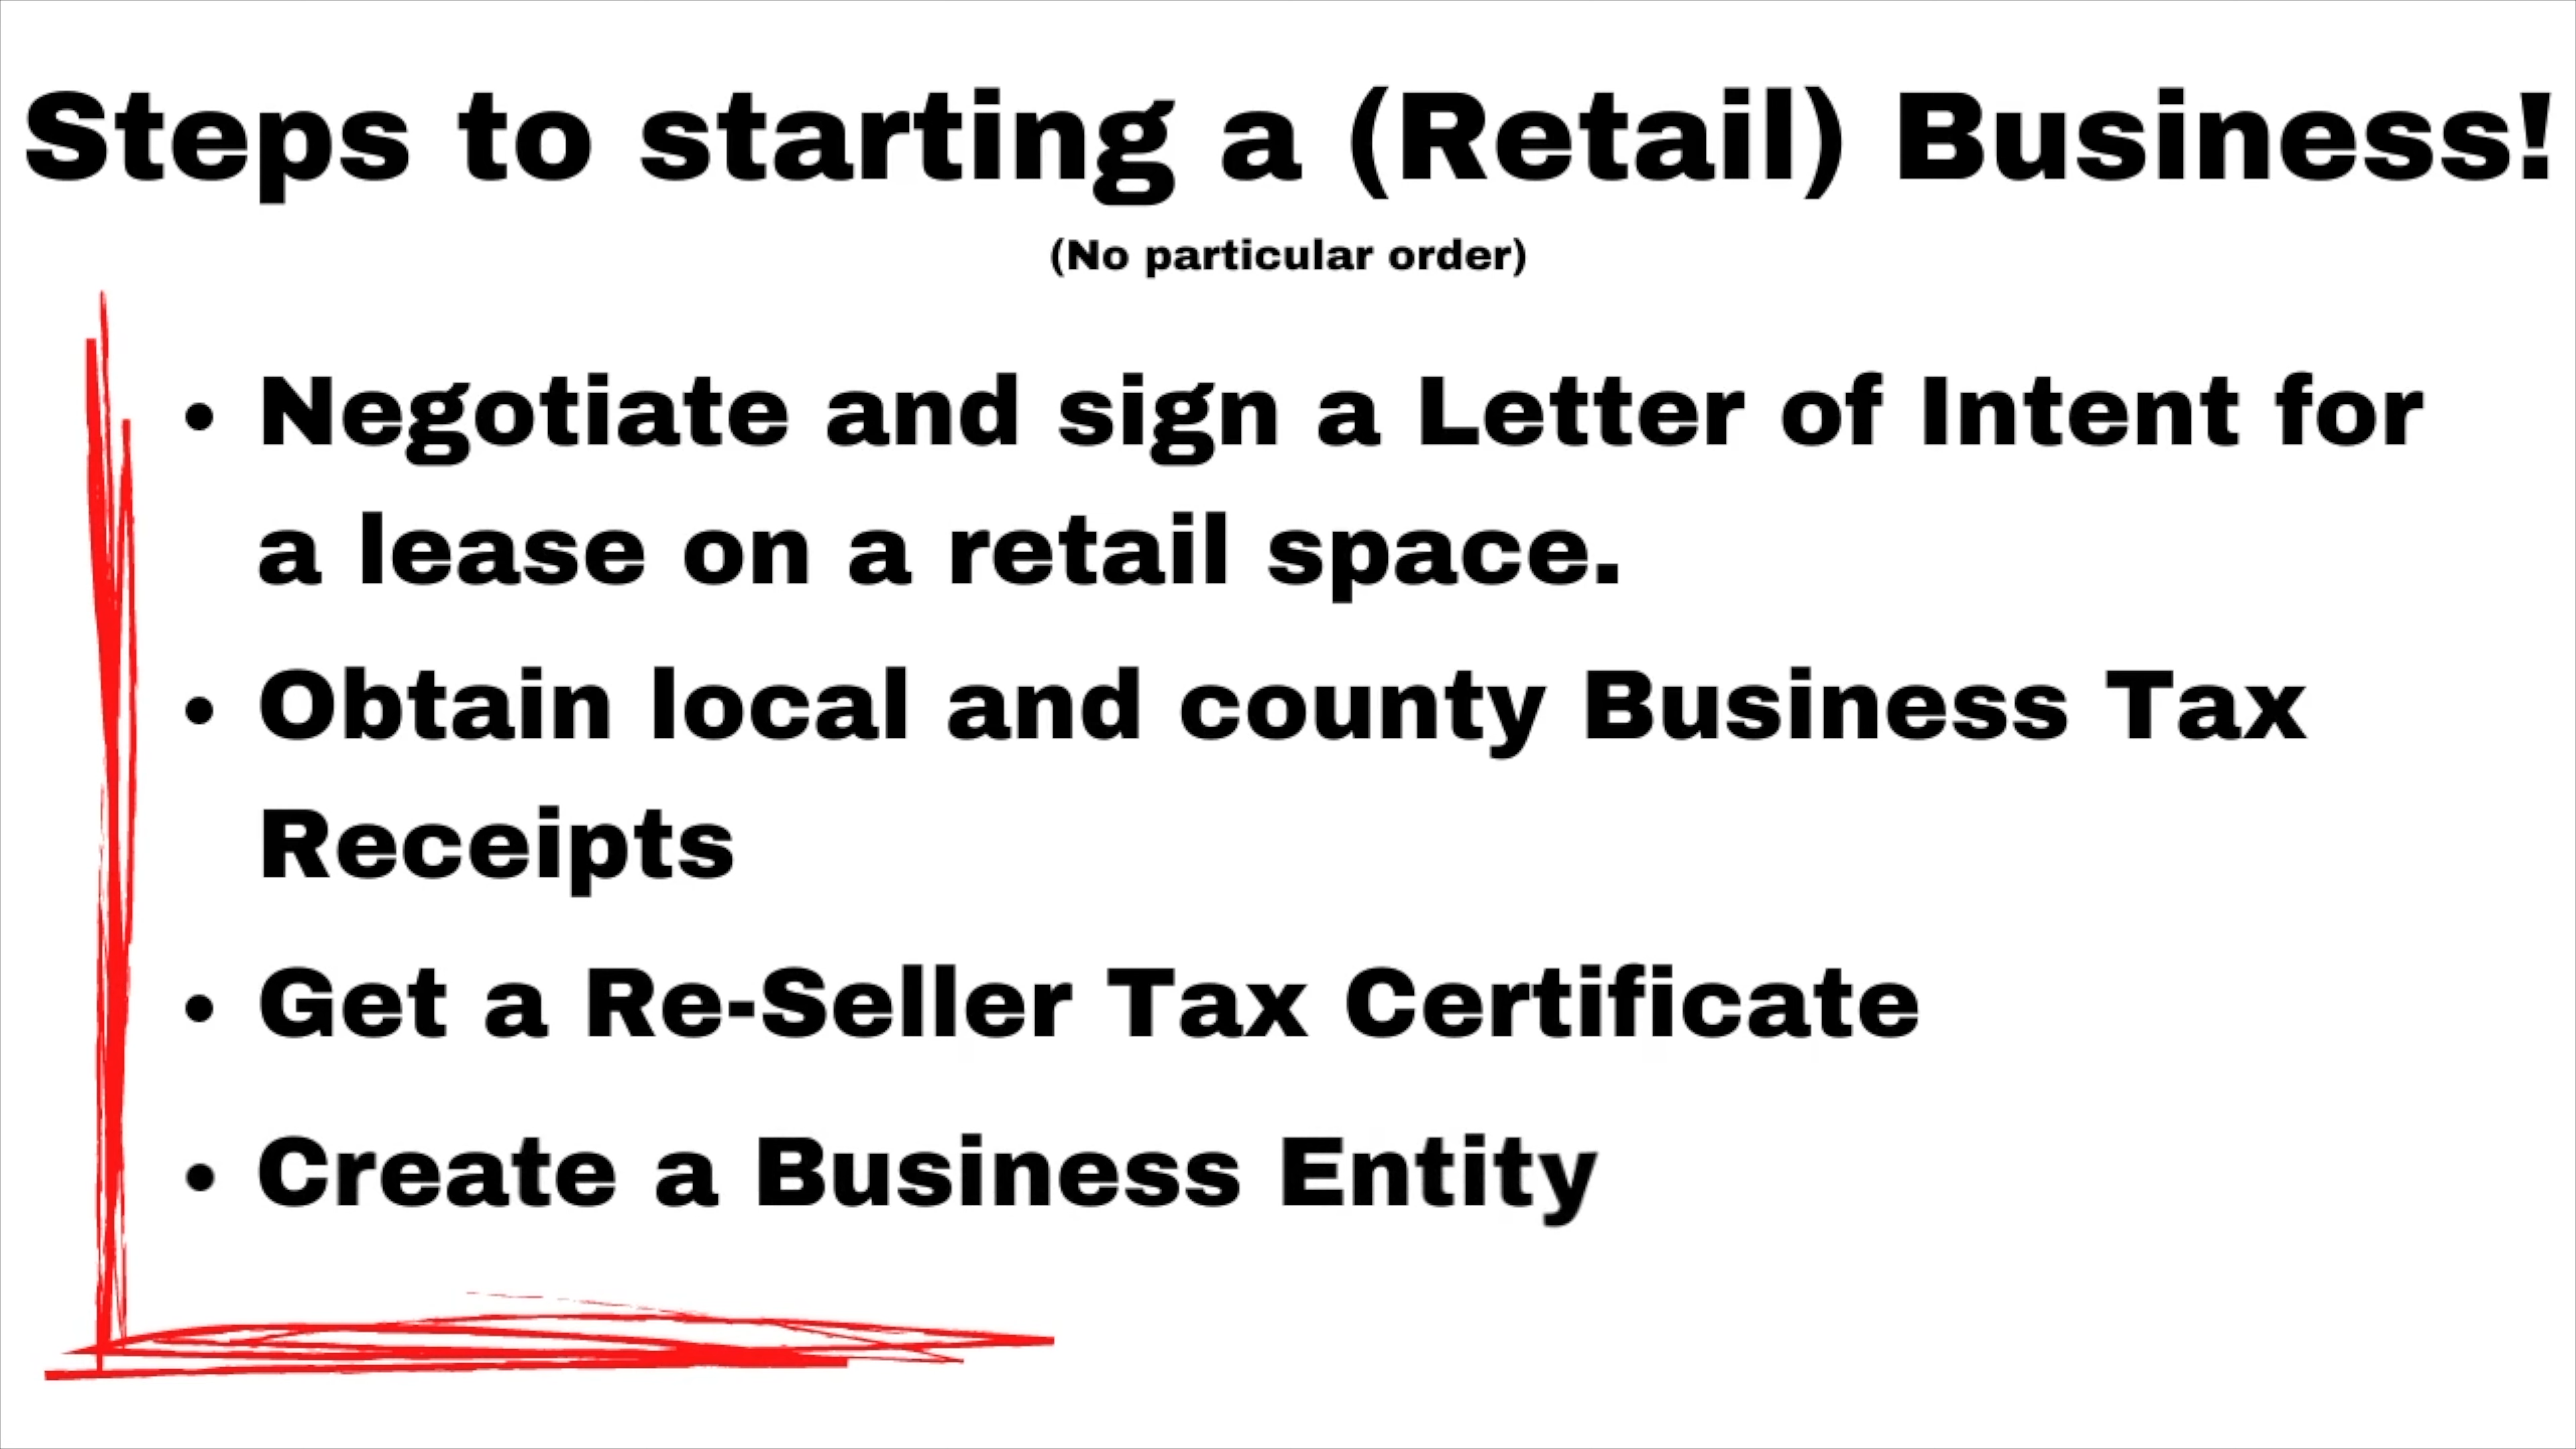 Steps to starting a (Retail) Business!
(No particular order)
• Negotiate and sign a Letter of Intent for
a lease on a retail space.
• Obtain local and county Business Tax
Receipts
• Get a Re-Seller Tax Certificate
• Create a Business Entity